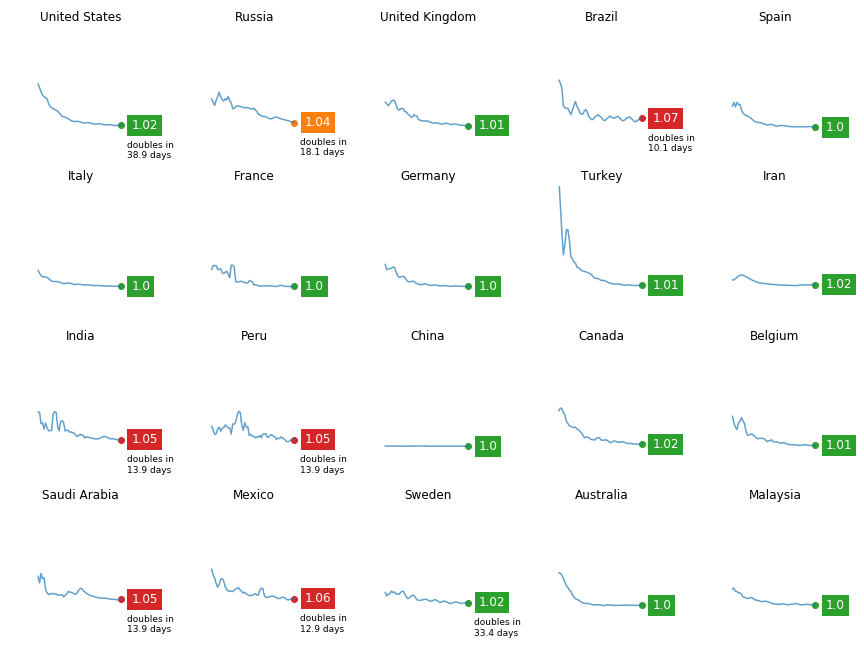 United States
Russia
United Kingdom
Brazil
Spain
1.02
doubles in
38.9 days
1.04
doubles in
18.1 days
1.01
1.07
doubles in
10.1 days
1.0
Italy
France
Germany
Turkey
Iran
1.0
1.0
1.0
1.01
1.02
India
Peru
China
Canada
Belgium
1.05
doubles in
13.9 days
1.05
doubles in
13.9 days
1.0
1.02
1.01
Saudi Arabia
Mexico
Sweden
Australia
Malaysia
1.05
doubles in
13.9 days
1.06
doubles in
12.9 days
1.02
doubles in
33.4 days
1.0
1.0